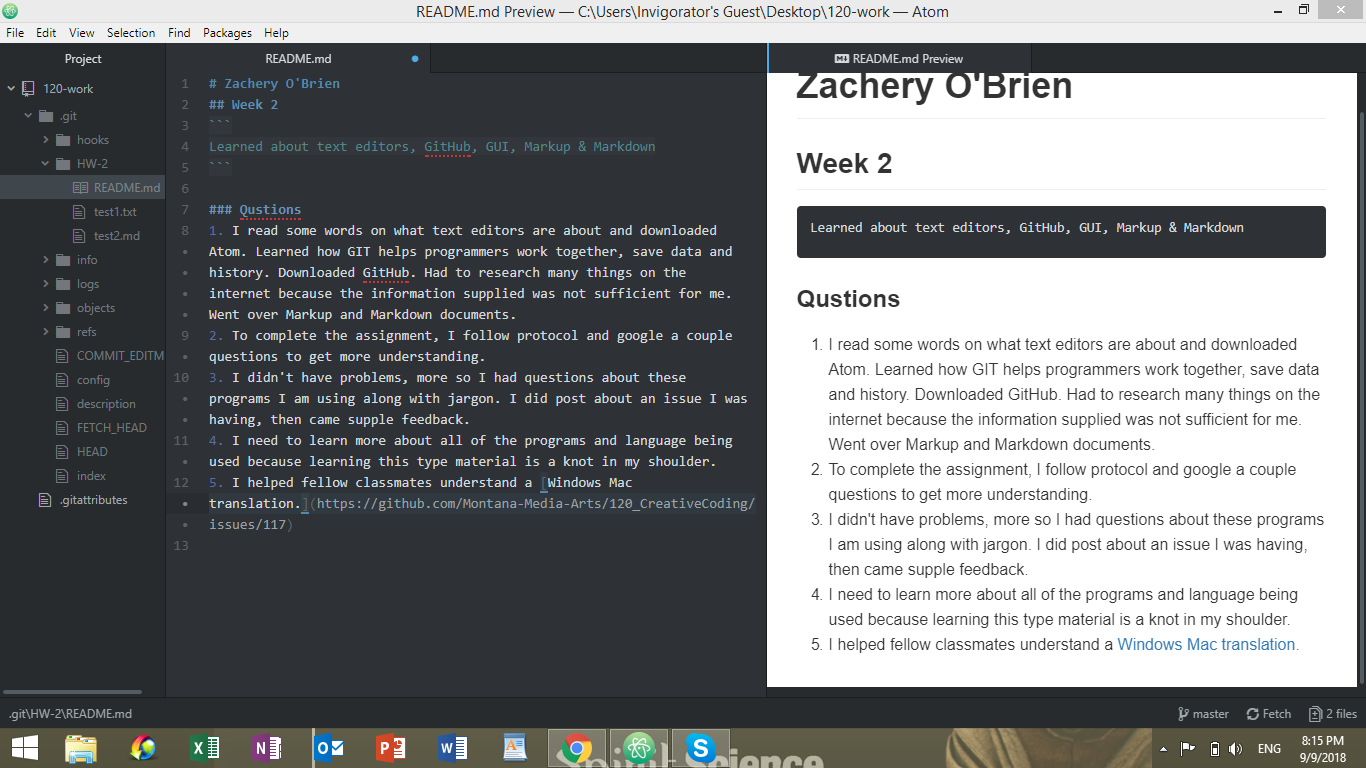 README.md Preview — C:\Users\Invigorator's Guest\Desktop\120-work — Atom
File Edit View Selection Find Packages Help
Project
120-work
.git
hooks
HW-2
README.md
test1.txt
test2.md
info
logs
objects
refs
COMMIT_EDITM
config
description
FETCH_HEAD
HEAD
index
.gitattributes
README.md
1 # Zachery O'Brien
2 ## Week 2
3 ```
4 Learned about text editors, GitHub, GUI, Markup & Markdown
5 ```
6
7 ### Qustions
8 1. I read some words on what text editors are about and downloaded
• Atom. Learned how GIT helps programmers work together, save data and
• history. Downloaded GitHub. Had to research many things on the
• internet because the information supplied was not sufficient for me.
• Went over Markup and Markdown documents.
9 2. To complete the assignment, I follow protocol and google a couple
• questions to get more understanding.
10 3. I didn't have problems, more so I had questions about these
• programs I am using along with jargon. I did post about an issue I was
• having, then came supple feedback.
11 4. I need to learn more about all of the programs and language being
• used because learning this type material is a knot in my shoulder.
12 5. I helped fellow classmates understand a [Windows Mac
• translation.](https://github.com/Montana-Media-Arts/120_CreativeCoding/
• issues/117)
13
README.md Preview
Zachery O'Brien
Week 2
Learned about text editors, GitHub, GUI, Markup & Markdown
Qustions
1. I read some words on what text editors are about and downloaded
Atom. Learned how GIT helps programmers work together, save data
and history. Downloaded GitHub. Had to research many things on the
internet because the information supplied was not sufficient for me.
Went over Markup and Markdown documents.
2. To complete the assignment, I follow protocol and google a couple
questions to get more understanding.
3. I didn't have problems, more so I had questions about these programs
I am using along with jargon. I did post about an issue I was having,
then came supple feedback.
4. I need to learn more about all of the programs and language being
used because learning this type material is a knot in my shoulder.
5. I helped fellow classmates understand a Windows Mac translation.
.git\HW-2\README.md
master
Fetch
2 files
Science
ENG
8:15 PM
9/9/2018